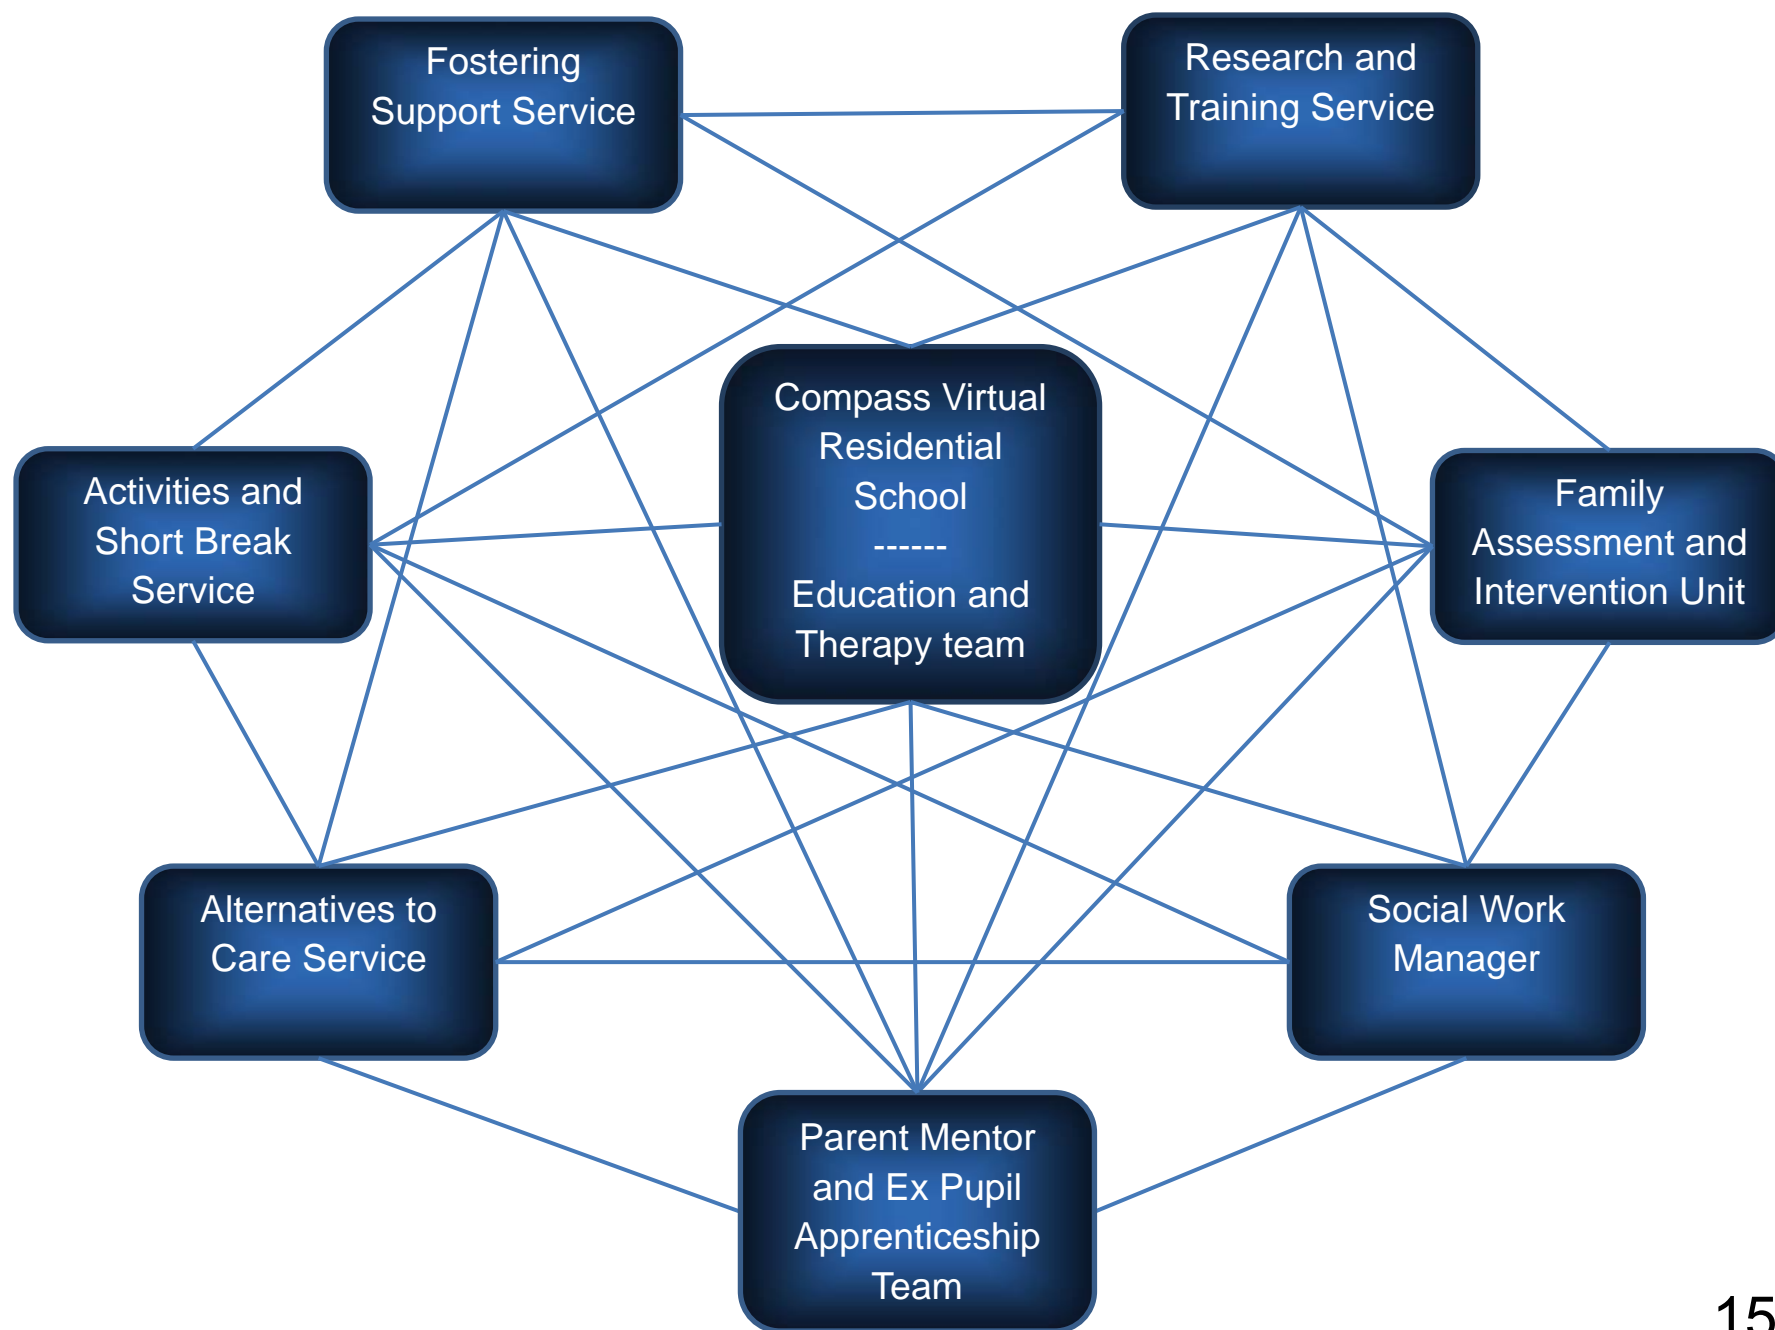 Fostering
Support Service
Research and
Training Service
Compass Virtual
Residential
School
------
Education and
Therapy team
Activities and
Short Break
Service
Family
Assessment and
Intervention Unit
Alternatives to
Care Service
Social Work
Manager
Parent Mentor
and Ex Pupil
Apprenticeship
Team
15